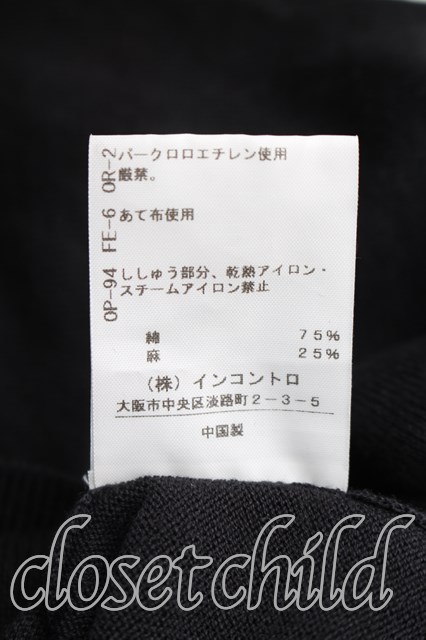 パークロロエチレン使用
厳禁。
あて布使用
ししゅう部分、乾熱アイロン・
スチームアイロン禁止
OP-94 FE-6 OR-2
綿 75%
麻 25%
(株)インコントロ
大阪市中央区淡路町2-3-5
中国製
closet child